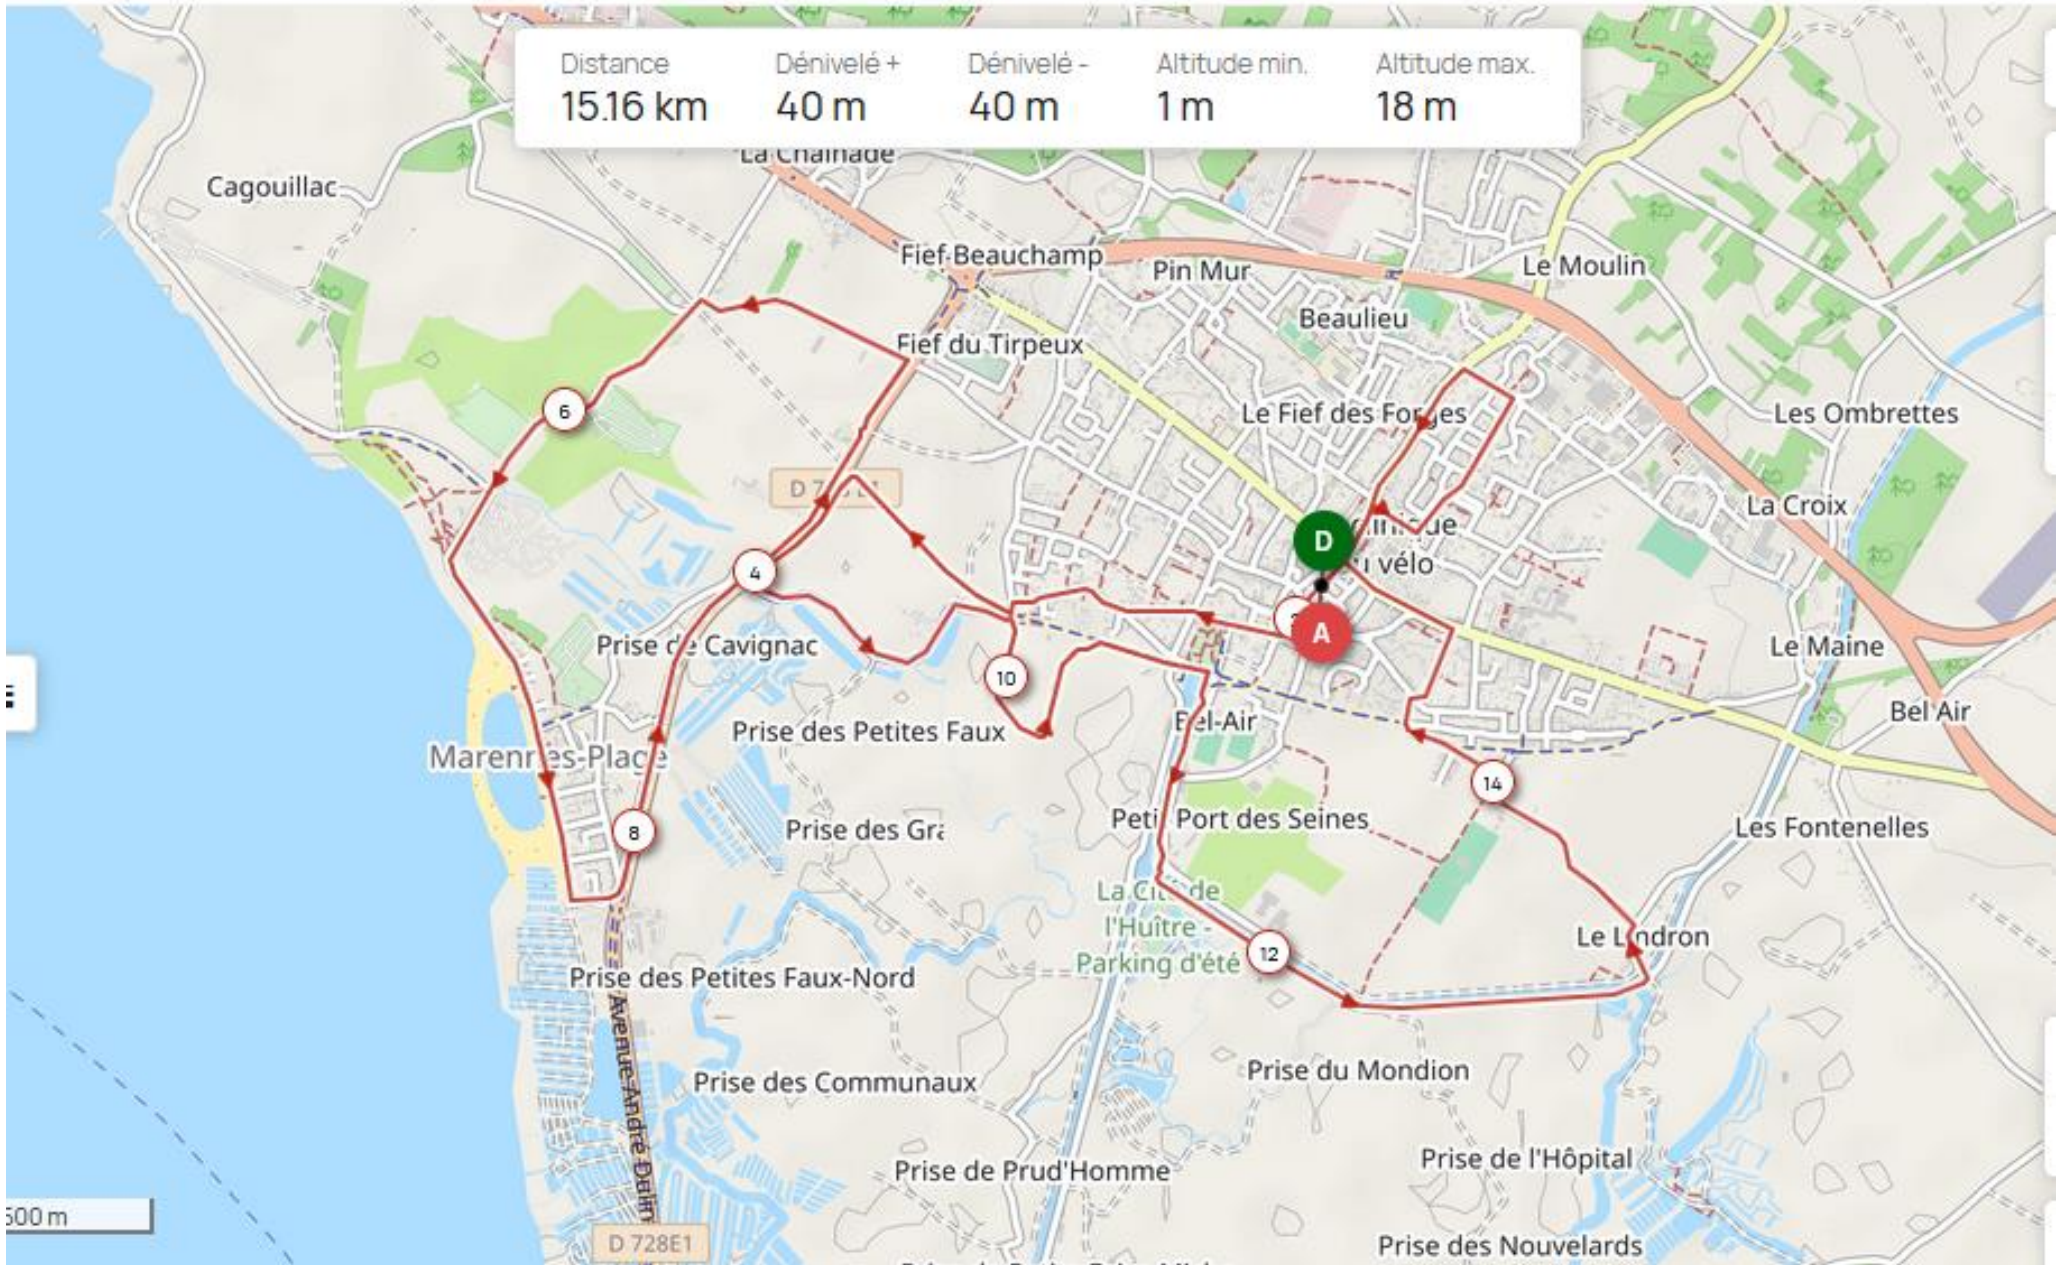 Distance
15.16 km
Dénivelé +
40 m
Dénivelé -
40 m
Altitude min.
1 m
Altitude max.
18 m
La Chaînade
Cagouillac
Fief-Beauchamp
Pin Mur
Le Moulin
Beaulieu
Fief du Tirpeux
Le Fief des Forges
Les Ombrettes
6
La Croix
D
vélo
4
A
Prise de Cavignac
Le Maine
10
Bel Air
Prise des Petites Faux
Bel-Air
Marennes-Plage
14
8
Prise des Gra
Petit Port des Seines
Les Fontenelles
La Cité de
l'Huître -
Parking d'été
12
Le Lindron
Prise des Petites Faux-Nord
Avenue André Dulin
Prise des Communaux
Prise du Mondion
Prise de Prud'Homme
Prise de l'Hôpital
500 m
D 728E1
Prise des Nouvelards